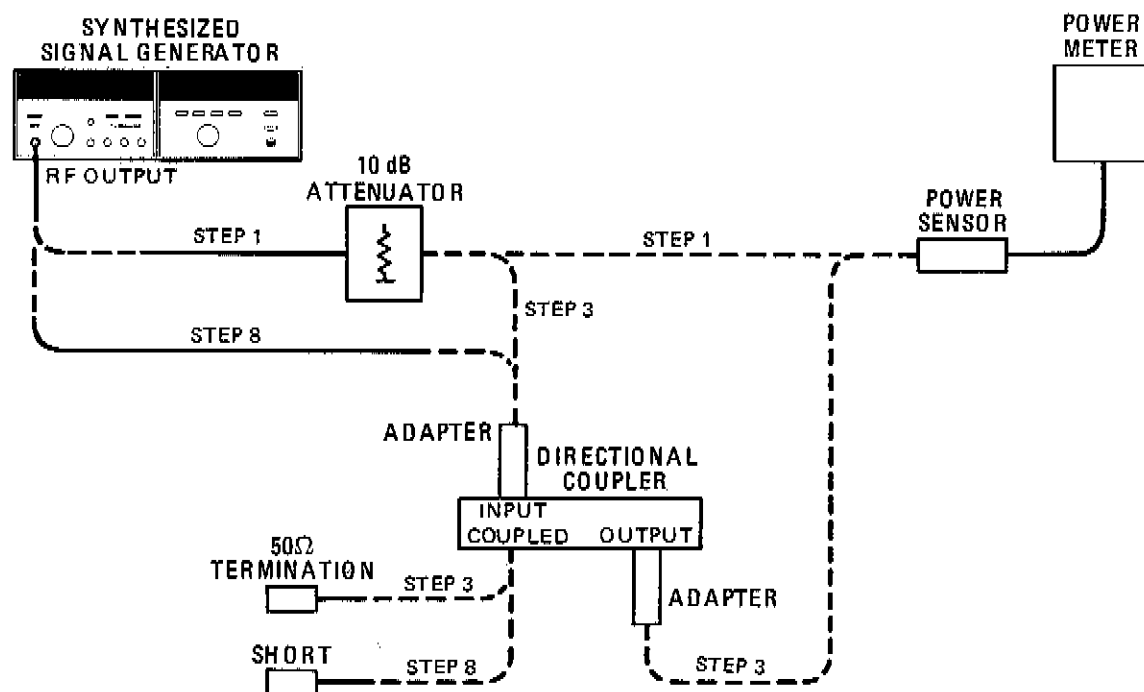 SYNTHESIZED
SIGNAL GENERATOR
POWER
METER
RF OUTPUT
10 dB
ATTENUATOR
POWER
SENSOR
STEP 1
STEP 1
STEP 3
STEP 8
ADAPTER
DIRECTIONAL
COUPLER
INPUT
COUPLED OUTPUT
50Ω
TERMINATION
STEP 3
ADAPTER
SHORT
STEP 8
STEP 3